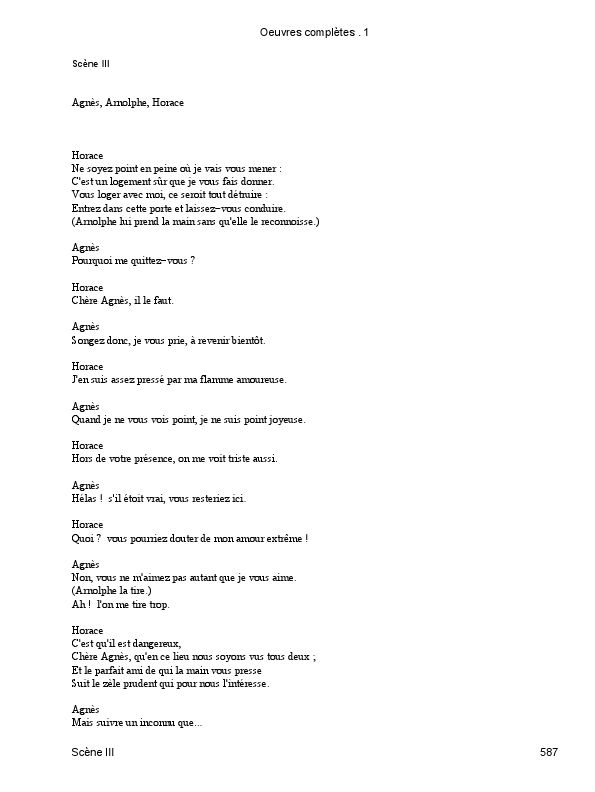 Oeuvres complètes . 1
Scène III
Agnès, Arnolphe, Horace
Horace
Ne soyez point en peine où je vais vous mener :
C'est un logement sûr que je vous fais donner.
Vous loger avec moi, ce seroit tout détruire :
Entrez dans cette porte et laissez-vous conduire.
(Arnolphe lui prend la main sans qu'elle le reconnoisse.)
Agnès
Pourquoi me quittez-vous ?
Horace
Chère Agnès, il le faut.
Agnès
Songez donc, je vous prie, à revenir bientôt.
Horace
J'en suis assez pressé par ma flamme amoureuse.
Agnès
Quand je ne vous vois point, je ne suis point joyeuse.
Horace
Hors de votre présence, on me voit triste aussi.
Agnès
Hélas ! s'il étoit vrai, vous resteriez ici.
Horace
Quoi ? vous pourriez douter de mon amour extrême !
Agnès
Non, vous ne m'aimez pas autant que je vous aime.
(Arnolphe la tire.)
Ah ! l'on me tire trop.
Horace
C'est qu'il est dangereux,
Chère Agnès, qu'en ce lieu nous soyons vus tous deux ;
Et le parfait ami de qui la main vous presse
Suit le zèle prudent qui pour nous l'intéresse.
Agnès
Mais suivre un inconnu que...
Scène III
587